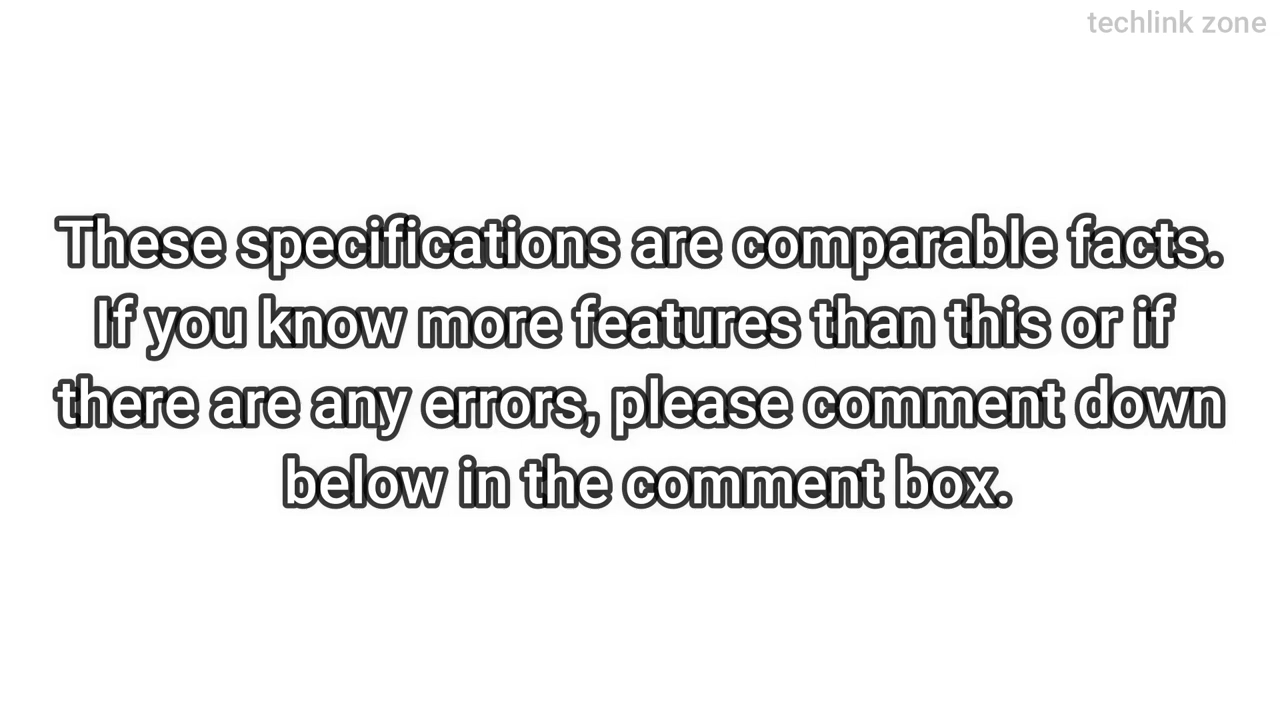 techlink zone
These specifications are comparable facts.
If you know more features than this or if
there are any errors, please comment down
below in the comment box.